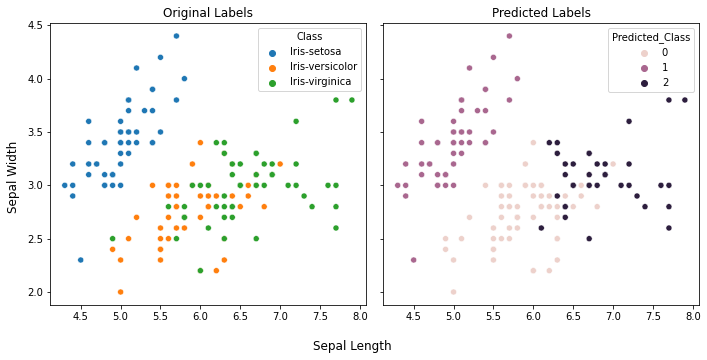 Original Labels
Predicted Labels
Class
Iris-setosa
Iris-versicolor
Iris-virginica
Predicted_Class
0
1
2
4.5
4.0
3.5
3.0
2.5
2.0
Sepal Width
4.5 5.0 5.5 6.0 6.5 7.0 7.5 8.0
4.5 5.0 5.5 6.0 6.5 7.0 7.5 8.0
Sepal Length